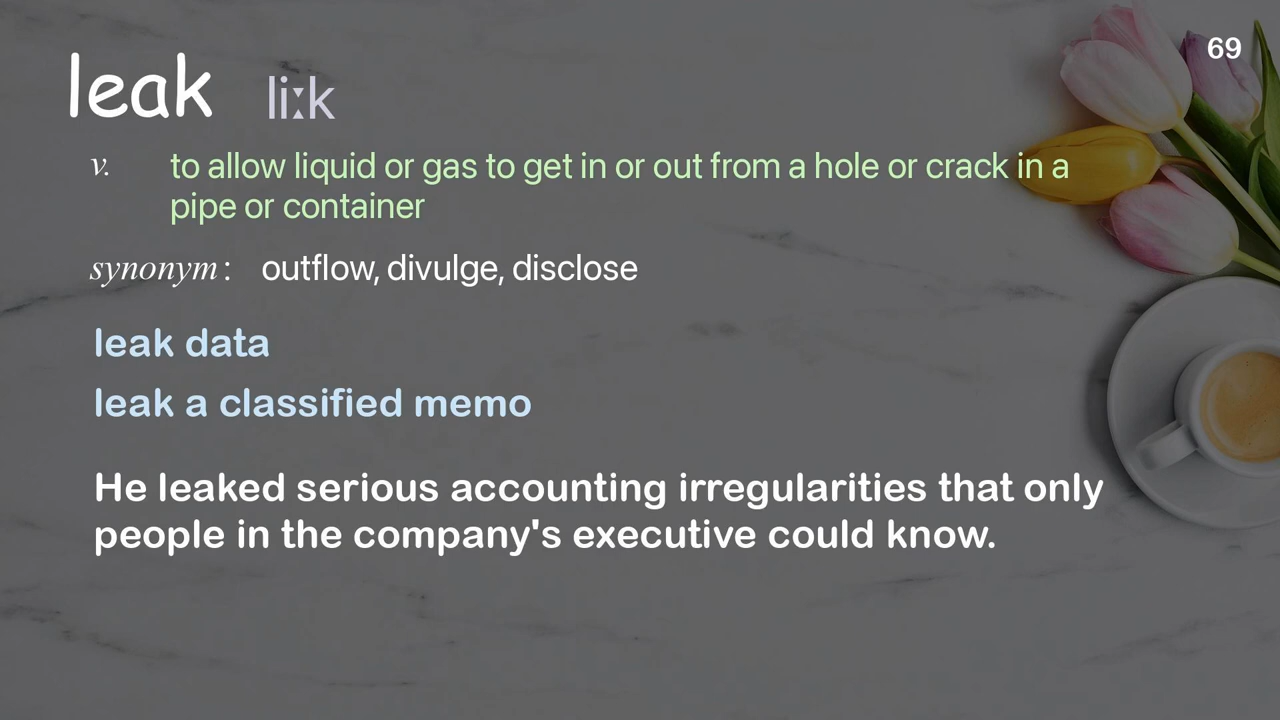 69
leak liːk
v. to allow liquid or gas to get in or out from a hole or crack in a
pipe or container
synonym: outflow, divulge, disclose
leak data
leak a classified memo
He leaked serious accounting irregularities that only
people in the company's executive could know.